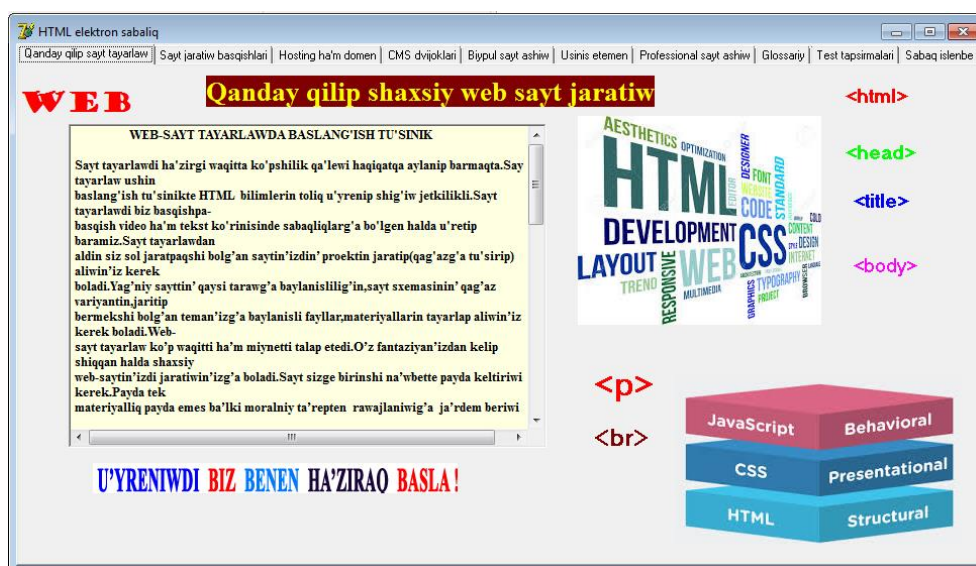 HTML elektron sabaliq
Qanday qilip sayt tayarlaw Sayt jaratiw basqishlari Hosting ha'm domen CMS dvijoklari Biypul sayt ashiw Usinis etemen Professional sayt ashiw Glossariy Test tapsirmalari Sabaq islenbe
WEB
Qanday qilip shaxsiy web sayt jaratiw
WEB-SAYT TAYARLAWDA BASLANG'ISH TU'SINIK
Sayt tayarlawdi ha'zirgi waqitta ko'pshilik qa'lewi haqiqatqa aylanip barmaqta.Say
tayarlaw ushin
baslang'ish tu'sinikte HTML bilimlerin toliq u'yrenip shig'iw jetkilikli.Sayt
tayarlawdi biz basqishpa-
basqish video ha'm tekst ko'rinisinde sabaqliqlarg'a bo'lgen halda u'retip
baramiz.Sayt tayarlawdan
aldin siz sol jaratpaqshi bolg'an saytin'izdin' proektin jaratip(qag'azg'a tu'sirip)
aliwin'iz kerek
boladi.Yag'niy sayttin' qaysi tarawg'a baylanislilig'in,sayt sxemasinin' qag'az
variyantin,jaritip
bermekshi bolg'an teman'izg'a baylanisli fayllar,materiyallarin tayarlap aliwin'iz
kerek boladi.Web-
sayt tayarlaw ko'p waqitti ha'm miynetti talap etedi.O'z fantaziyan'izdan kelip
shiqqan halda shaxsiy
web-saytin'izdi jaratiwin'izg'a boladi.Sayt sizge birinshi na'wbette payda keltiriwi
kerek.Payda tek
materiyalliq payda emes ba'lki moralniy ta'repten rawajlaniwig'a ja'rdem beriwi
U'YRENIWDI BIZ BENEN HA'ZIRAQ BASLA !
<html>
<head>
<title>
<body>
AESTHETICS
OPTIMIZATION
HTML
DESIGNER
EDITOR
FONT
WEBSITE
CODE
STANDARD
DEVELOPMENT
CSS
CONTENT
STYLE DESIGN
INTERNET
LAYOUT
TREND
RESPONSIVE
WEB
MULTIMEDIA
GRAPHICS
TYPOGRAPHY
PROJECT
BROWSER
<p>
<br>
JavaScript Behavioral
CSS Presentational
HTML Structural